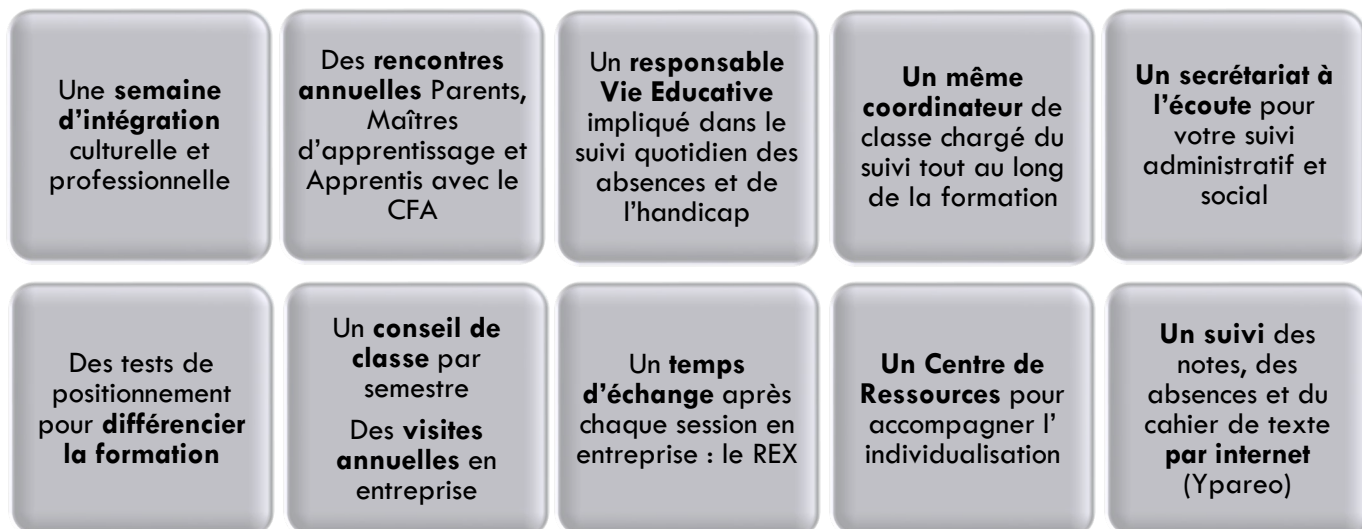 Une semaine
d’intégration
culturelle et
professionnelle
Des rencontres
annuelles Parents,
Maîtres
d’apprentissage et
Apprentis avec le
CFA
Un responsable
Vie Educative
impliqué dans le
suivi quotidien des
absences et de
l’handicap
Un même
coordinateur de
classe chargé du
suivi tout au long
de la formation
Un secrétariat à
l’écoute pour
votre suivi
administratif et
social
Des tests de
positionnement
pour différencier
la formation
Un conseil de
classe par
semestre
Des visites
annuelles en
entreprise
Un temps
d’échange après
chaque session en
entreprise : le REX
Un Centre de
Ressources pour
accompagner l’
individualisation
Un suivi des
notes, des
absences et du
cahier de texte
par internet
(Ypareo)